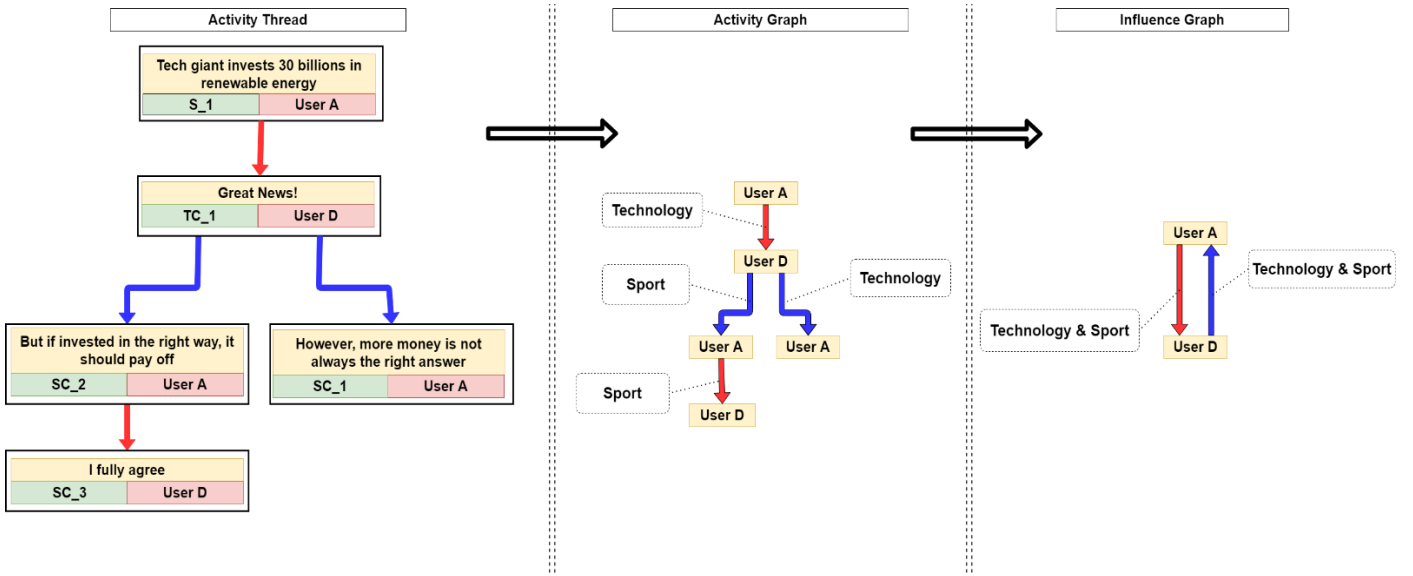 Activity Thread
Tech giant invests 30 billions in
renewable energy
S_1
User A
Great News!
TC_1
User D
But if invested in the right way, it
should pay off
SC_2
User A
However, more money is not
always the right answer
SC_1
User A
I fully agree
SC_3
User D
Activity Graph
User A
Technology
User D
Sport
Technology
User A
User A
Sport
User D
Influence Graph
User A
Technology & Sport
Technology & Sport
User D